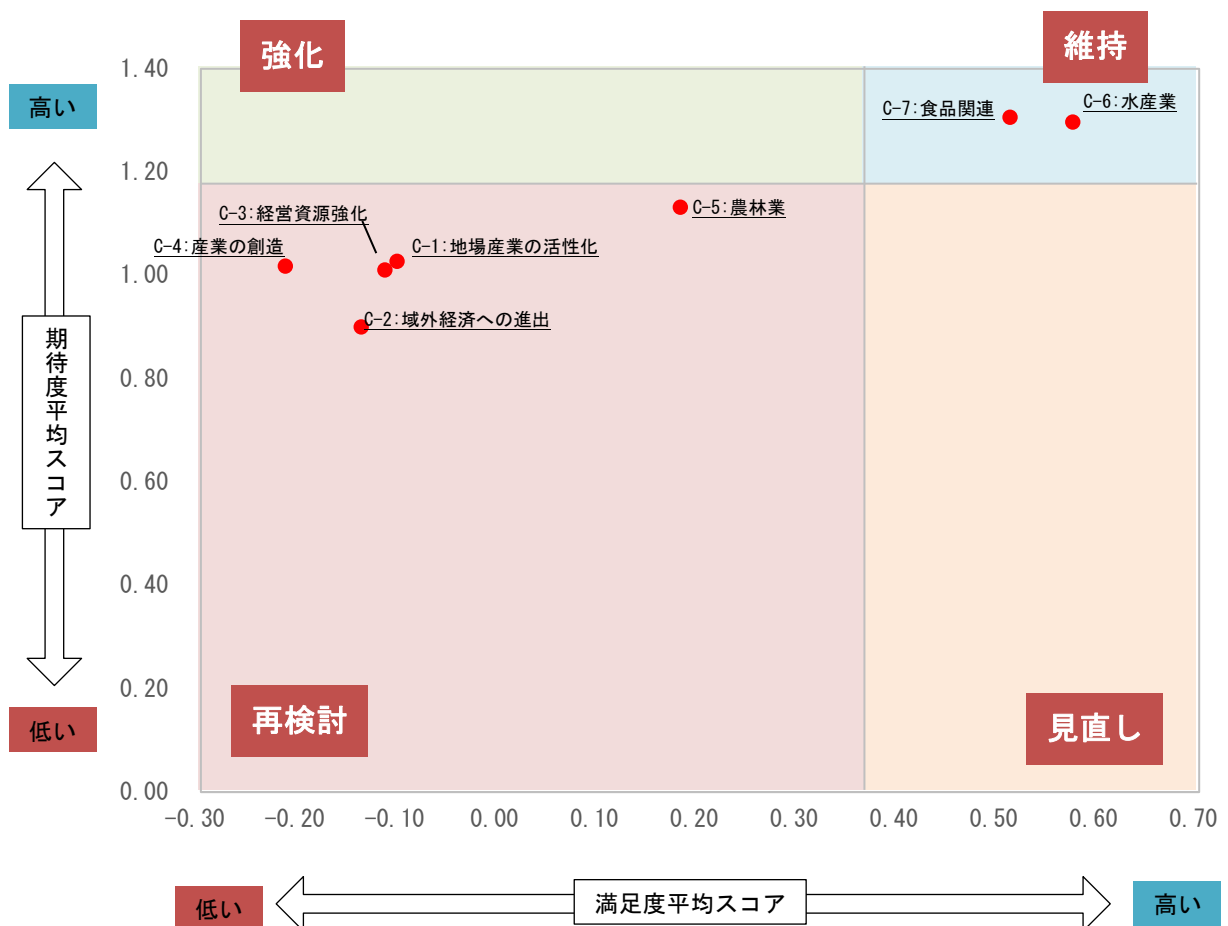 強化
維持
高い
1.40
1.20
1.00
0.80
0.60
0.40
0.20
0.00
C-7:食品関連
C-6:水産業
C-5:農林業
C-3:経営資源強化
C-4:産業の創造
C-1:地場産業の活性化
C-2:域外経済への進出
期待度平均スコア
低い
再検討
見直し
-0.30
-0.20
-0.10
0.00
0.10
0.20
0.30
0.40
0.50
0.60
0.70
低い
満足度平均スコア
高い